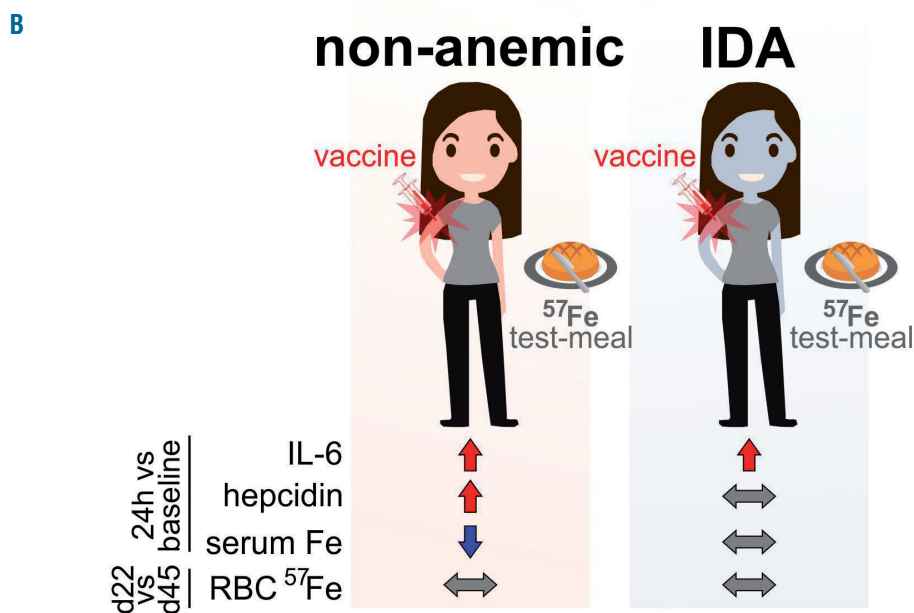 B
non-anemic IDA
vaccine vaccine
57Fe 57Fe
test-meal test-meal
24h vs
baseline
IL-6
hepcidin
serum Fe
d22
vs
d45
RBC 57Fe